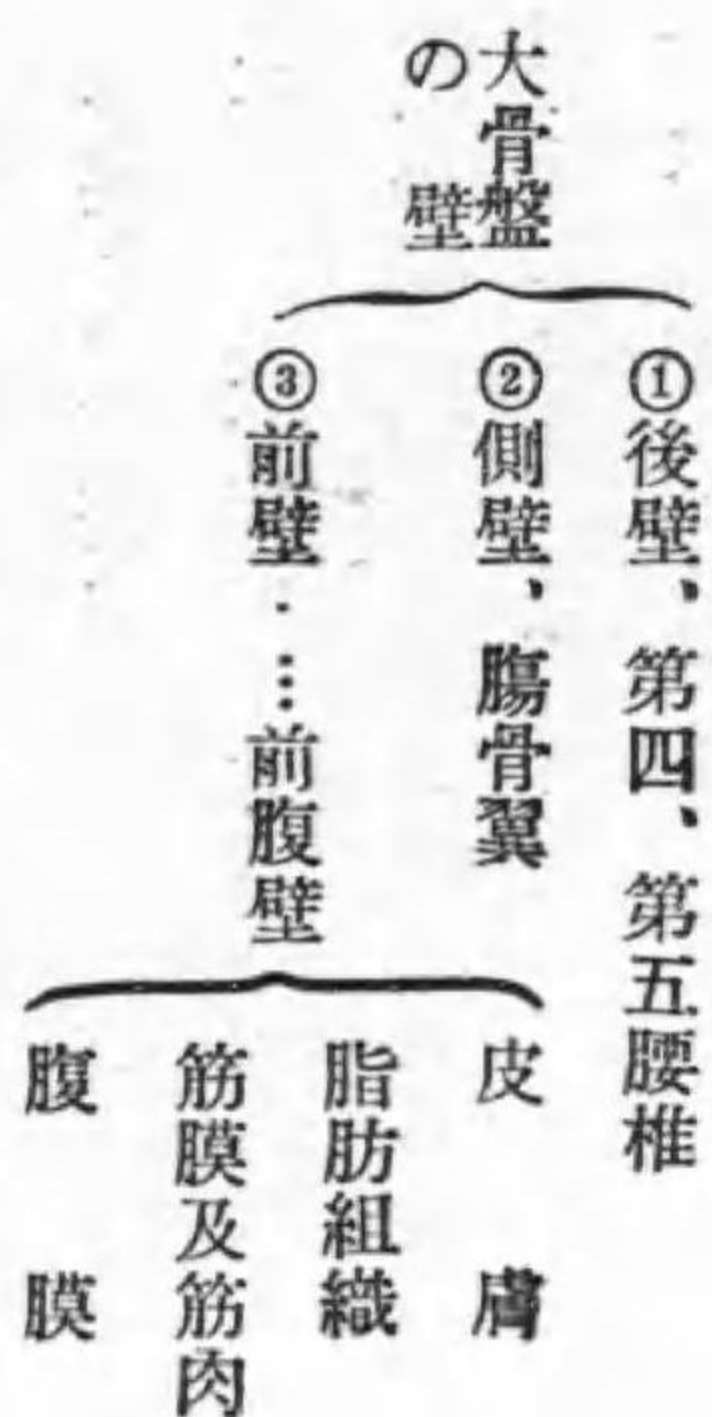 大骨盤
の壁
①後壁、第四、第五腰椎
②側壁、腸骨翼
③前壁‥…前腹壁
皮膚
脂肪組織
筋膜及筋肉
腹膜